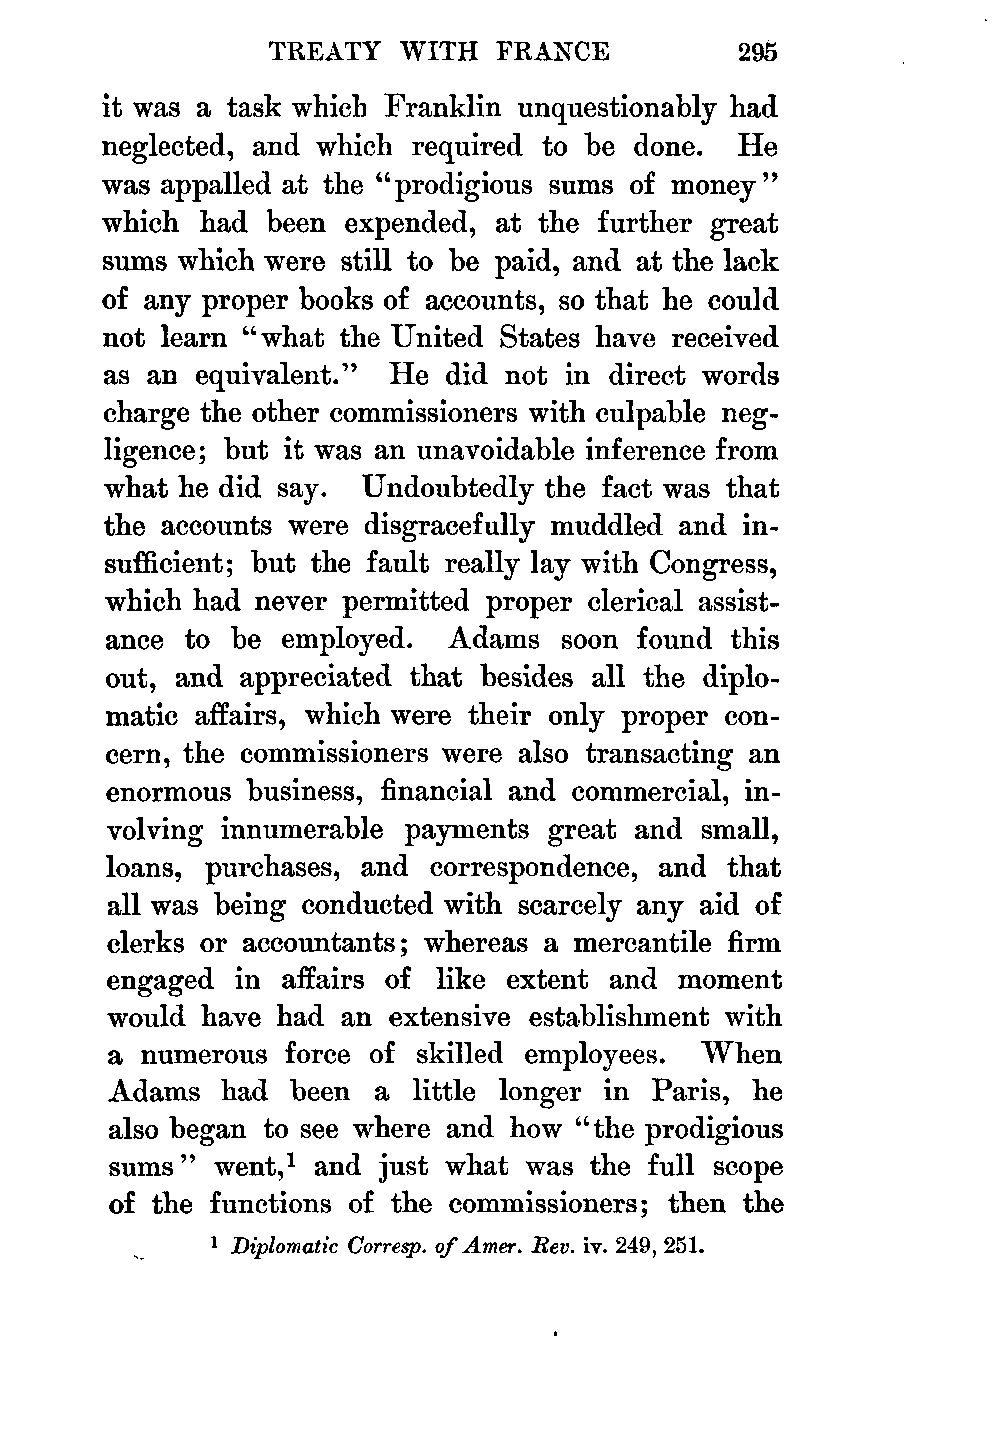 TREATY WITH FRANCE 295
it was a task which Franklin unquestionably had
neglected, and which required to be done. He
was appalled at the “prodigious sums of money”
which had been expended, at the further great
sums which were still to be paid, and at the lack
of any proper books of accounts, so that he could
not learn “what the United States have received
as an equivalent.” He did not in direct words
charge the other commissioners with culpable neg-
ligence; but it was an unavoidable inference from
what he did say. Undoubtedly the fact was that
the accounts were disgracefully muddled and in-
sufficient; but the fault really lay with Congress,
which had never permitted proper clerical assist-
ance to be employed. Adams soon found this
out, and appreciated that besides all the diplo-
matic affairs, which were their only proper con-
cern, the commissioners were also transacting an
enormous business, financial and commercial, in-
volving innumerable payments great and small,
loans, purchases, and correspondence, and that
all was being conducted with scarcely any aid of
clerks or accountants; whereas a mercantile firm
engaged in affairs of like extent and moment
would have had an extensive establishment with
a numerous force of skilled employees. When
Adams had been a little longer in Paris, he
also began to see where and how “the prodigious
sums” went,¹ and just what was the full scope
of the functions of the commissioners; then the
¹ Diplomatic Corresp. of Amer. Rev. iv. 249, 251.